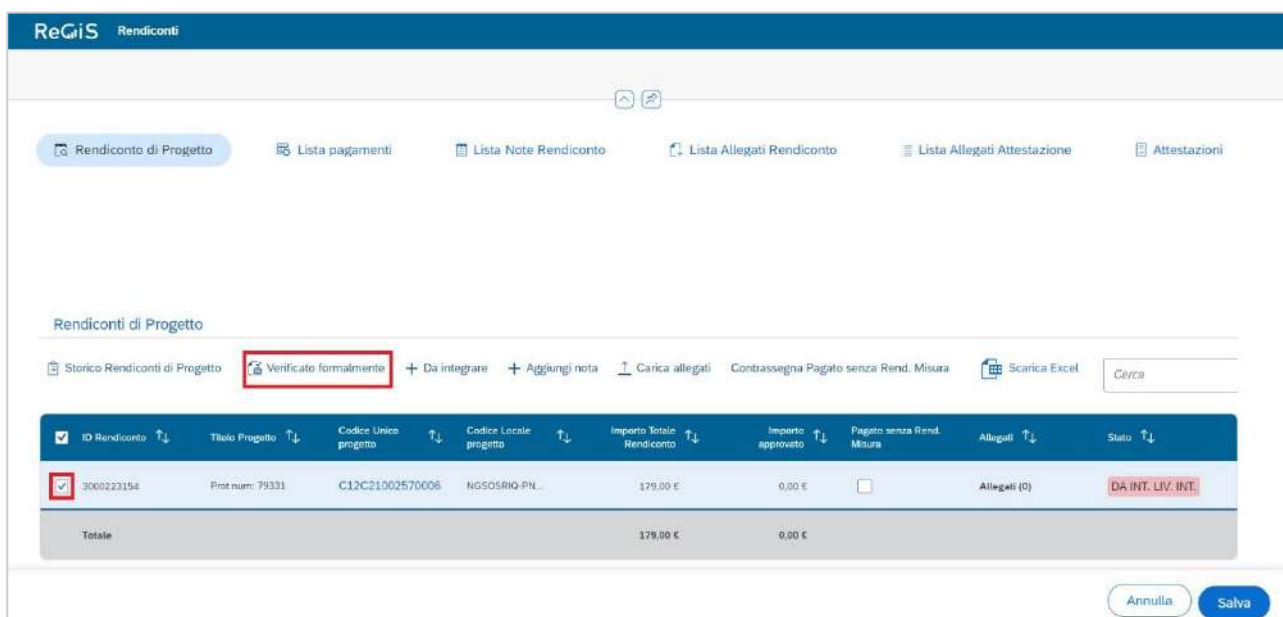 ReGiS Rendiconti
Rendiconto di Progetto Lista pagamenti Lista Note Rendiconto Lista Allegati Rendiconto Lista Allegati Attestazione Attestazioni
Rendiconti di Progetto
Storico Rendiconti di Progetto Verificato formalmente + Da integrare + Aggiungi nota Carica allegati Contrassegna Pagato senza Rend. Misura Scarica Excel Cerca
ID Rendiconto Titolo Progetto Codice Unico progetto Codice Locale progetto Importo Totale Rendiconto Importo approvato Pagato senza Rend. Misura Allegati Stato
3000223154 Prot num: 79331 C12C21002570006 NGSOSRIQ-PN... 179,00 € 0,00 € Allegati (0) DA INT. LIV. INT.
Totale 179,00 € 0,00 €
Annulla Salva